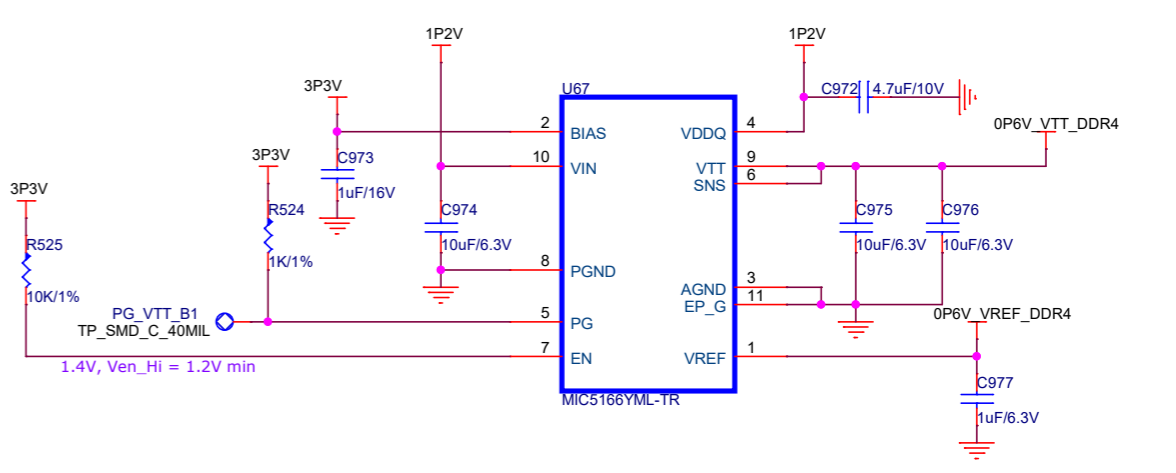 1P2V
1P2V
3P3V
U67
C972 4.7uF/10V
0P6V_VTT_DDR4
2 BIAS VDDQ 4
3P3V
C973
10 VIN VTT 9
SNS 6
3P3V
1uF/16V
R524
C974
C975
C976
R525
10uF/6.3V
10uF/6.3V
10uF/6.3V
1K/1%
8 PGND
AGND 3
10K/1%
EP_G 11
PG_VTT_B1
0P6V_VREF_DDR4
5 PG
TP_SMD_C_40MIL
7 EN VREF 1
1.4V, Ven_Hi = 1.2V min
C977
MIC5166YML-TR
1uF/6.3V